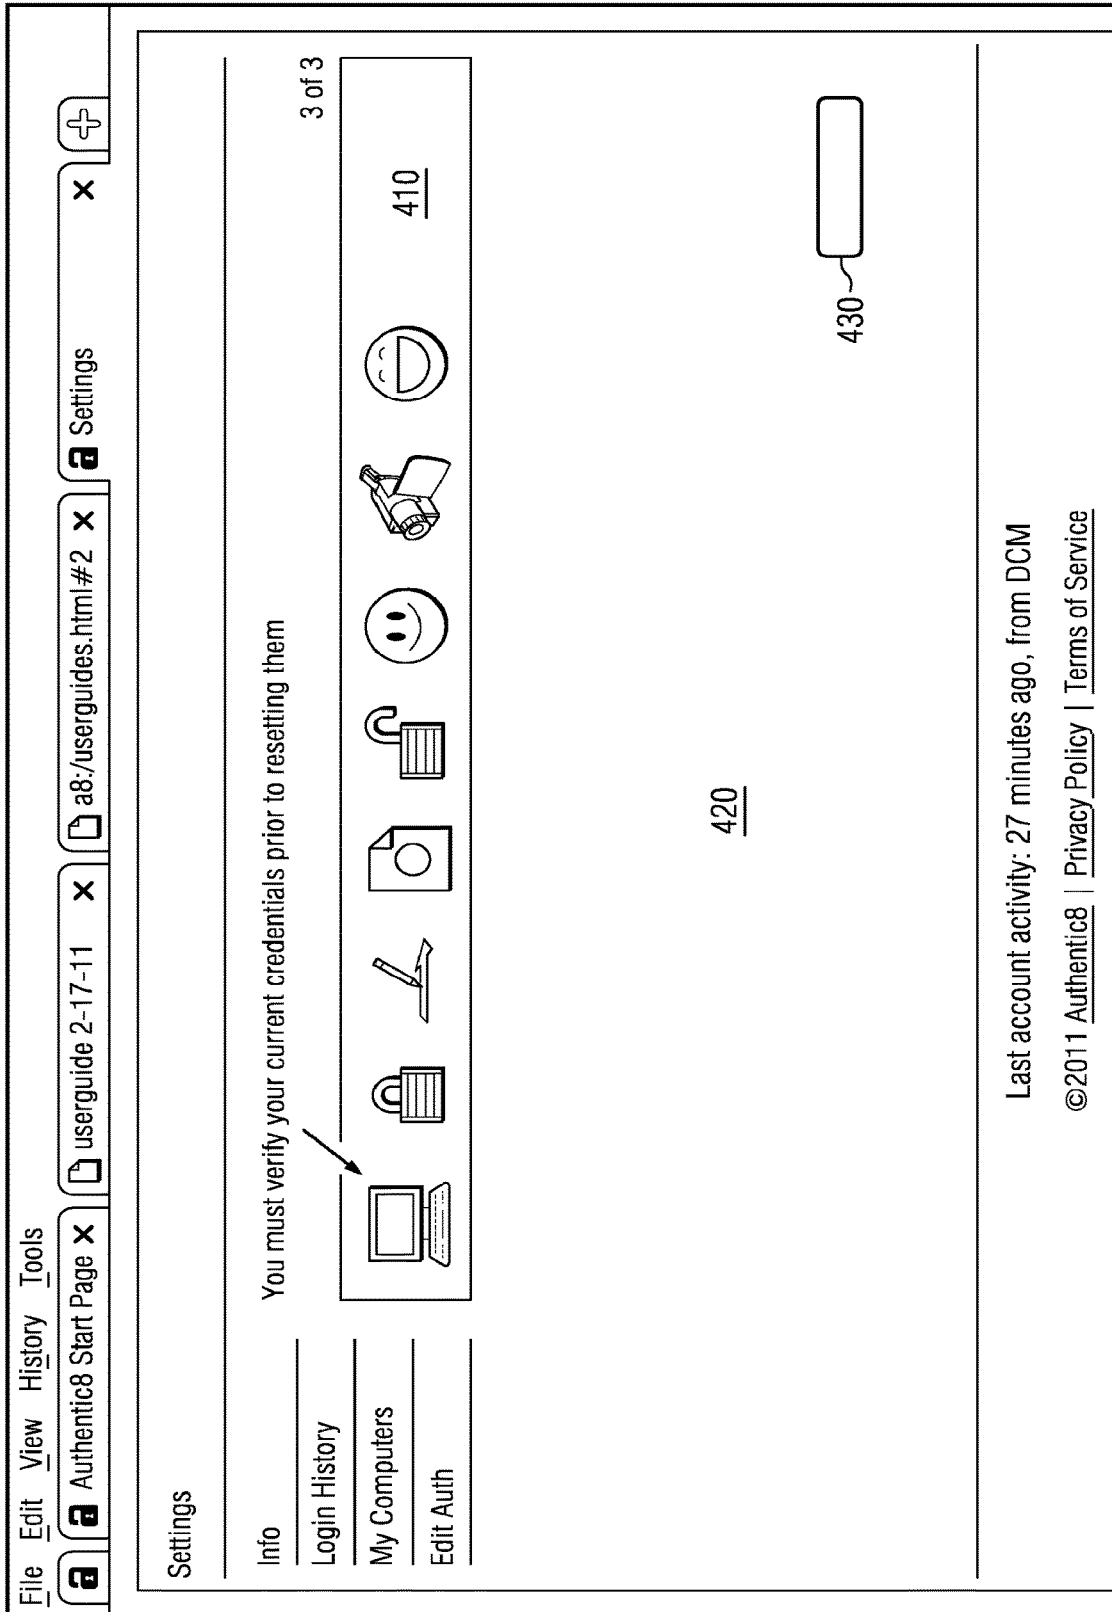 File Edit View History Tools
a Authentic8 Start Page userguide 2-17-11 a8:/userguides.html#2 a Settings
Settings
Info
Login History
My Computers
Edit Auth
You must verify your current credentials prior to resetting them
3 of 3
410
420
430
Last account activity: 27 minutes ago, from DCM
©2011 Authentic8 | Privacy Policy | Terms of Service